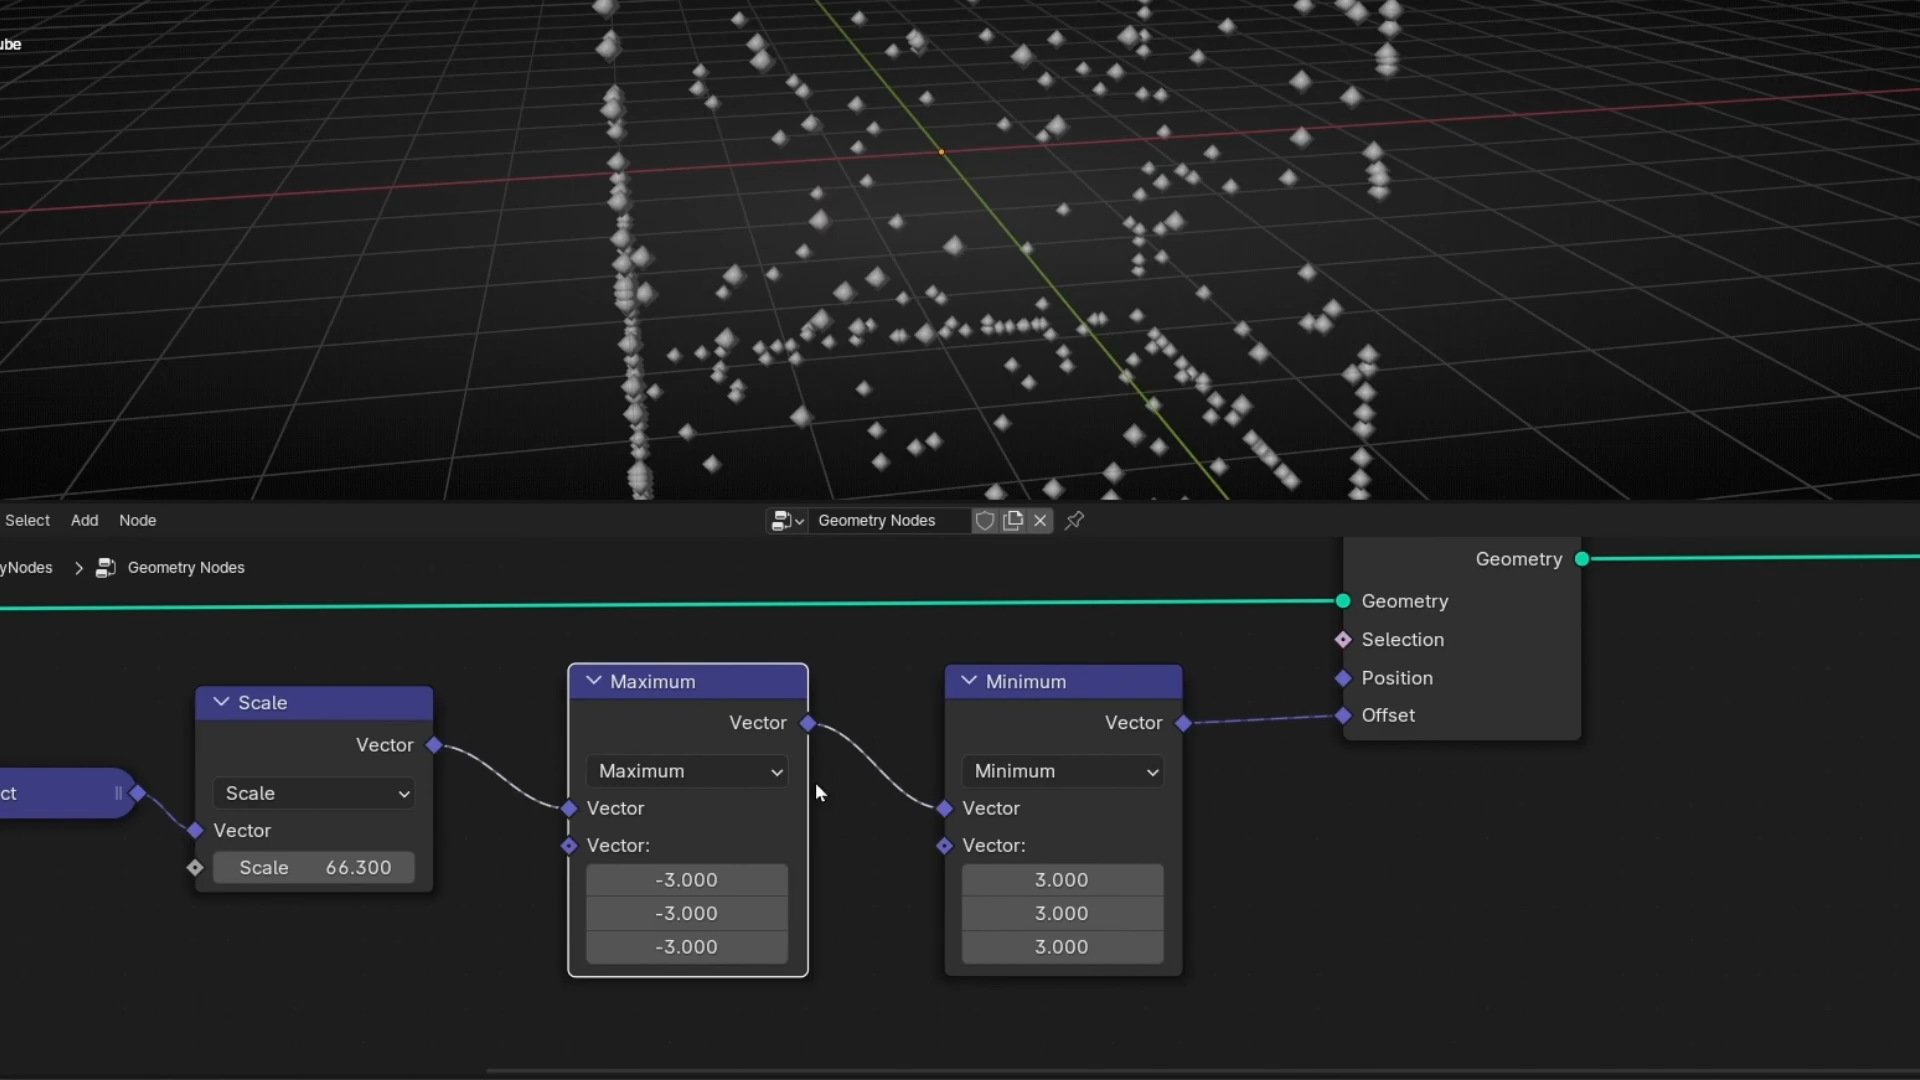 ube
Select Add Node
Geometry Nodes
yNodes > Geometry Nodes
Geometry
Geometry
Selection
Position
Offset
Scale
Vector
Scale
Vector
Scale 66.300
Maximum
Vector
Maximum
Vector
Vector:
-3.000
-3.000
-3.000
Minimum
Vector
Minimum
Vector
Vector:
3.000
3.000
3.000
ct